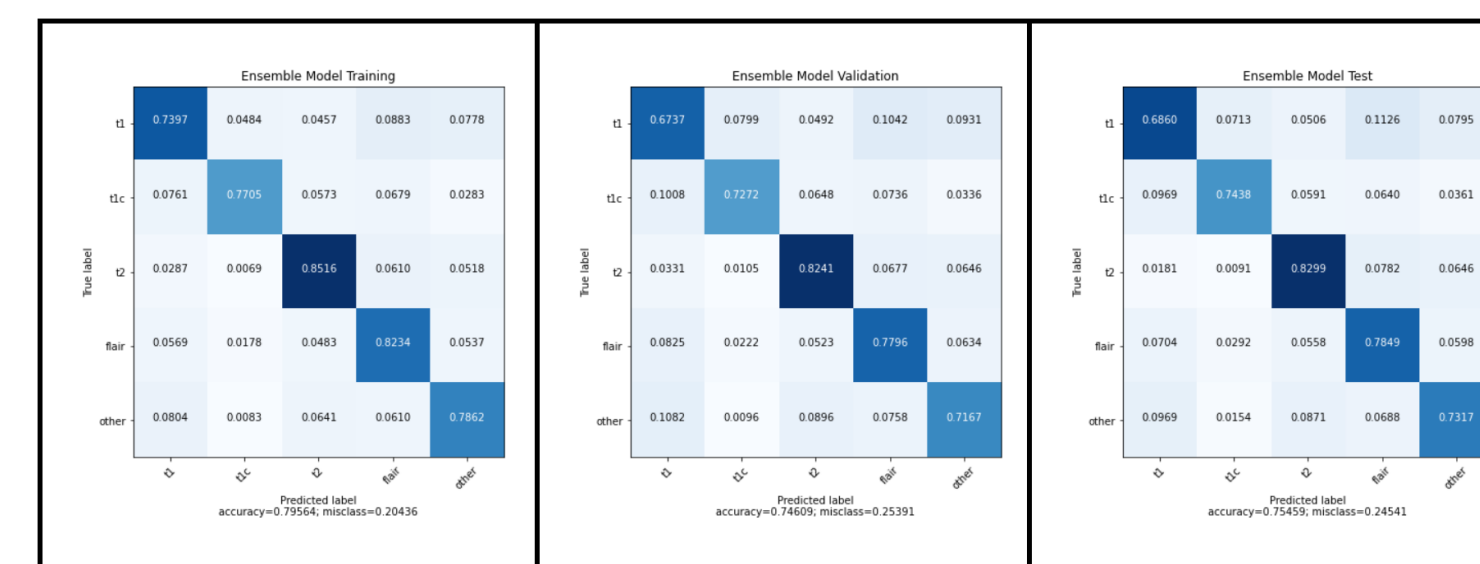 Ensemble Model Training
t1 0.7397 0.0484 0.0457 0.0883 0.0778
t1c 0.0761 0.7705 0.0573 0.0679 0.0283
t2 0.0287 0.0069 0.8516 0.0610 0.0518
flair 0.0569 0.0178 0.0483 0.8234 0.0537
other 0.0804 0.0083 0.0641 0.0610 0.7862
True label
t1 t1c t2 flair other
Predicted label
accuracy=0.79564; misclass=0.20436
Ensemble Model Validation
t1 0.6737 0.0799 0.0492 0.1042 0.0931
t1c 0.1008 0.7272 0.0648 0.0736 0.0336
t2 0.0331 0.0105 0.8241 0.0677 0.0646
flair 0.0825 0.0222 0.0523 0.7796 0.0634
other 0.1082 0.0096 0.0896 0.0758 0.7167
True label
t1 t1c t2 flair other
Predicted label
accuracy=0.74609; misclass=0.25391
Ensemble Model Test
t1 0.6860 0.0713 0.0506 0.1126 0.0795
t1c 0.0969 0.7438 0.0591 0.0640 0.0361
t2 0.0181 0.0091 0.8299 0.0782 0.0646
flair 0.0704 0.0292 0.0558 0.7849 0.0598
other 0.0969 0.0154 0.0871 0.0688 0.7317
True label
t1 t1c t2 flair other
Predicted label
accuracy=0.75459; misclass=0.24541